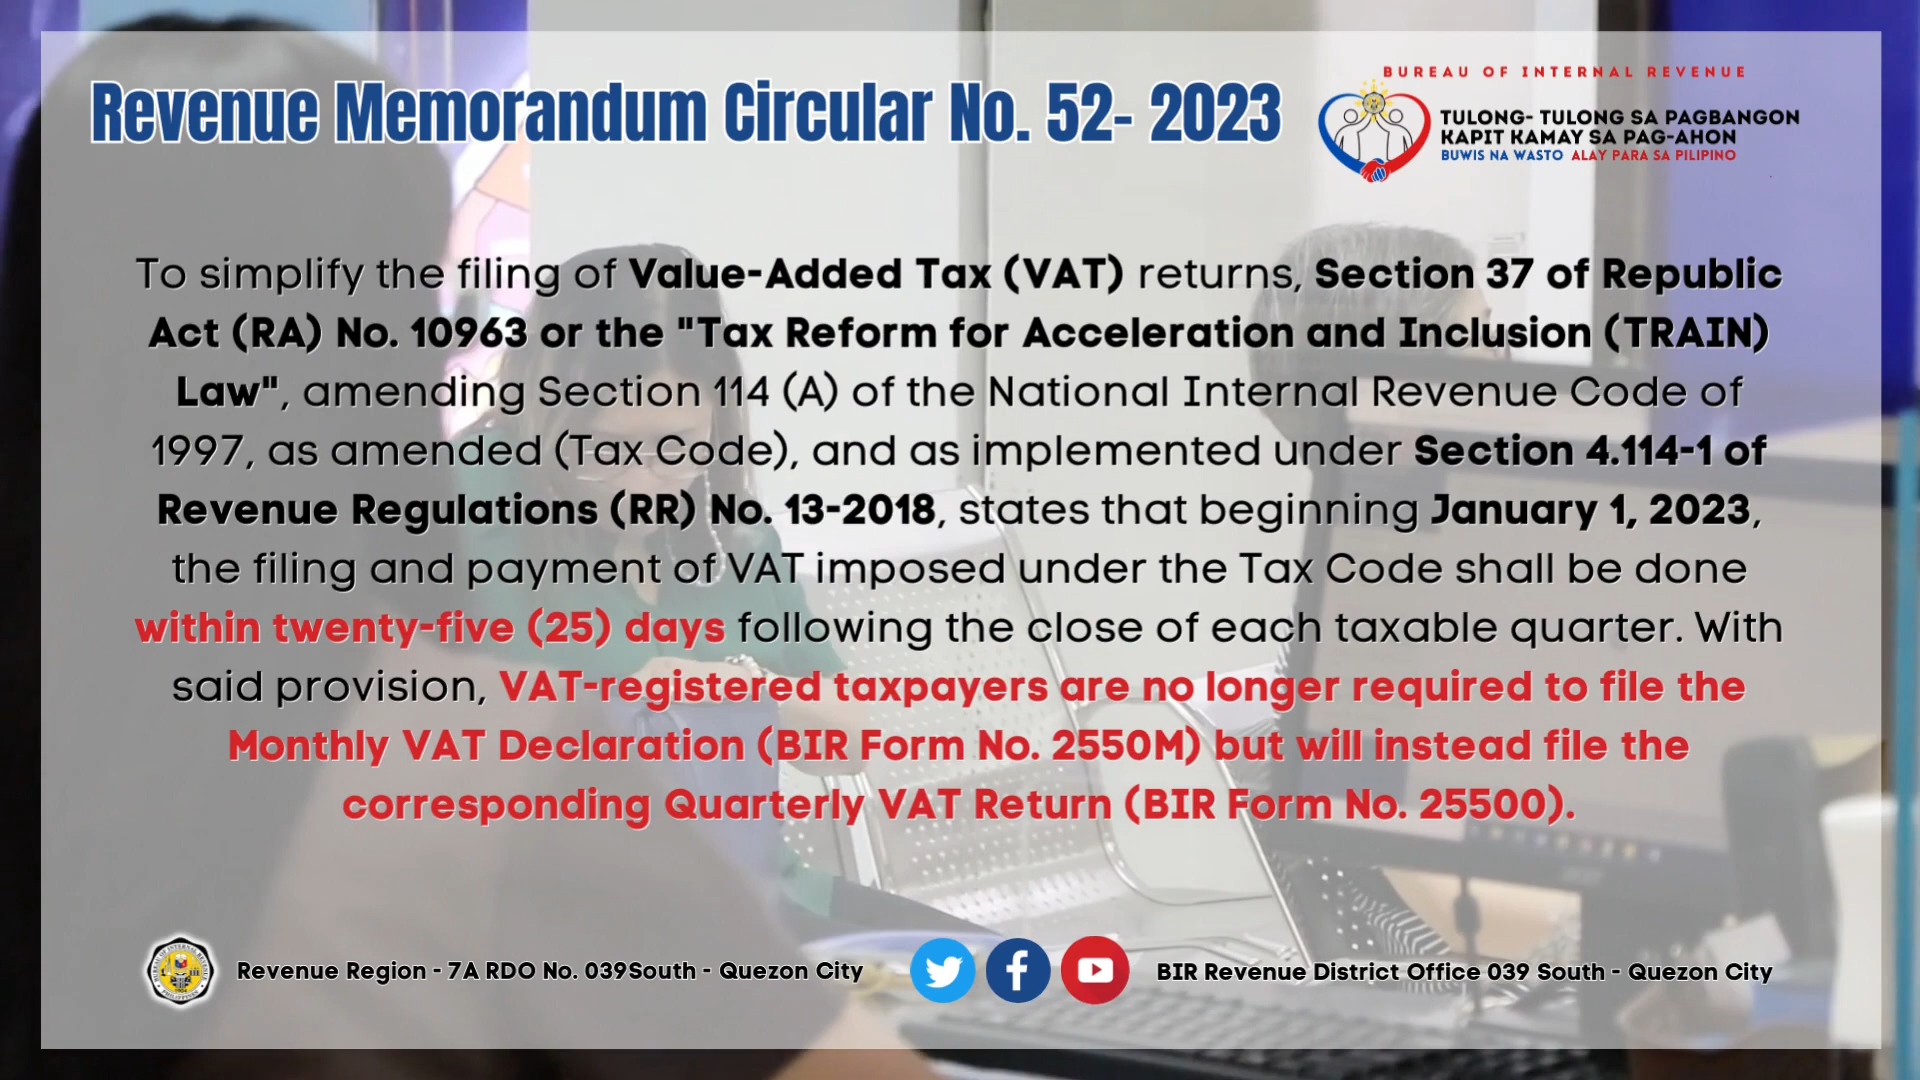 Revenue Memorandum Circular No. 52- 2023
BUREAU OF INTERNAL REVENUE
TULONG- TULONG SA PAGBANGON
KAPIT KAMAY SA PAG-AHON
BUWIS NA WASTO ALAY PARA SA PILIPINO
To simplify the filing of Value-Added Tax (VAT) returns, Section 37 of Republic
Act (RA) No. 10963 or the "Tax Reform for Acceleration and Inclusion (TRAIN)
Law", amending Section 114 (A) of the National Internal Revenue Code of
1997, as amended (Tax Code), and as implemented under Section 4.114-1 of
Revenue Regulations (RR) No. 13-2018, states that beginning January 1, 2023,
the filing and payment of VAT imposed under the Tax Code shall be done
within twenty-five (25) days following the close of each taxable quarter. With
said provision, VAT-registered taxpayers are no longer required to file the
Monthly VAT Declaration (BIR Form No. 2550M) but will instead file the
corresponding Quarterly VAT Return (BIR Form No. 25500).
Revenue Region - 7A RDO No. 039South - Quezon City
BIR Revenue District Office 039 South - Quezon City